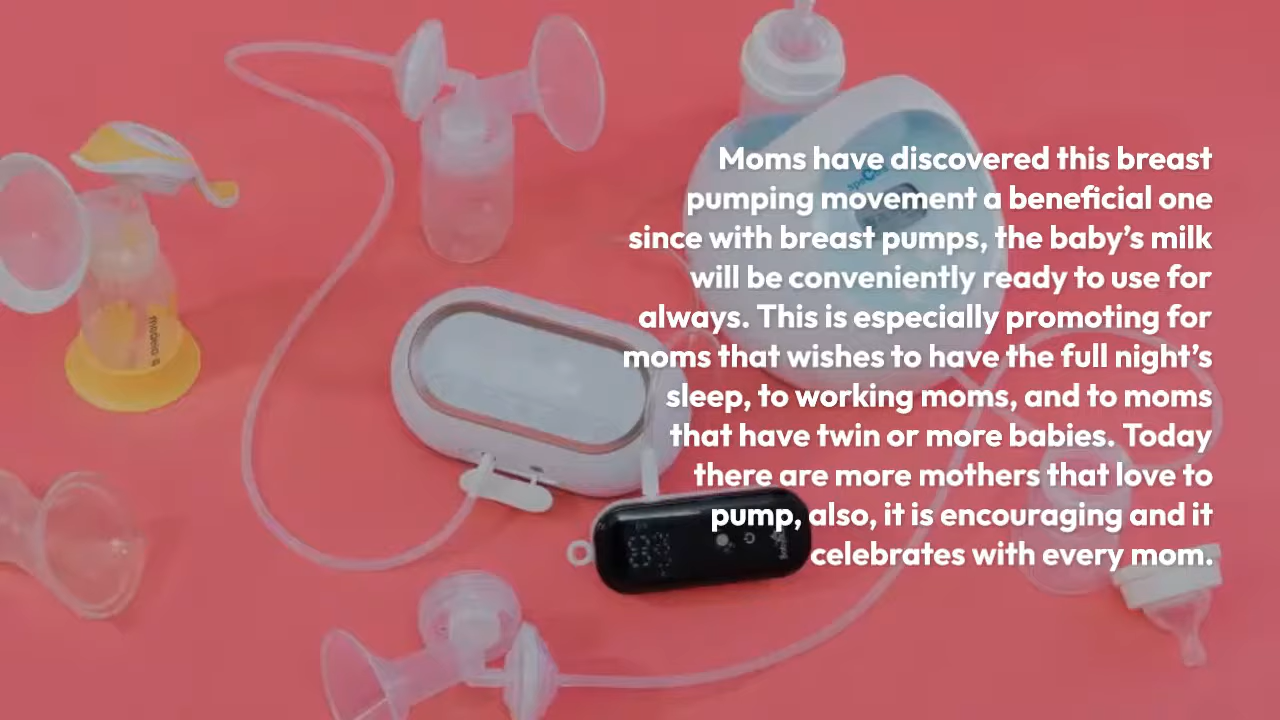 Moms have discovered this breast
pumping movement a beneficial one
since with breast pumps, the baby's milk
will be conveniently ready to use for
always. This is especially promoting for
moms that wishes to have the full night's
sleep, to working moms, and to moms
that have twin or more babies. Today
there are more mothers that love to
pump, also, it is encouraging and it
celebrates with every mom.
medela